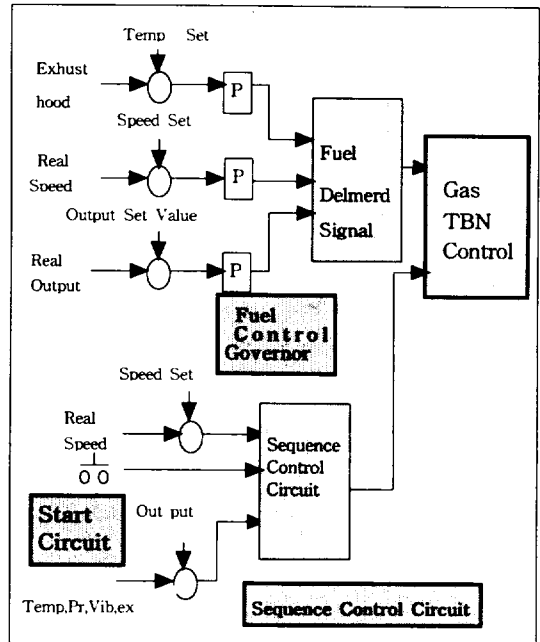 Temp Set
Exhust
hood
P
Speed Set
Real
Speed
P
Output Set Value
Real
Output
P
Fuel
Delmerd
Signal
Gas
TBN
Control
Fuel
Control
Governor
Speed Set
Real
Speed
Sequence
Control
Circuit
Start
Circuit
Out put
Temp,Pr,Vib,ex
Sequence Control Circuit